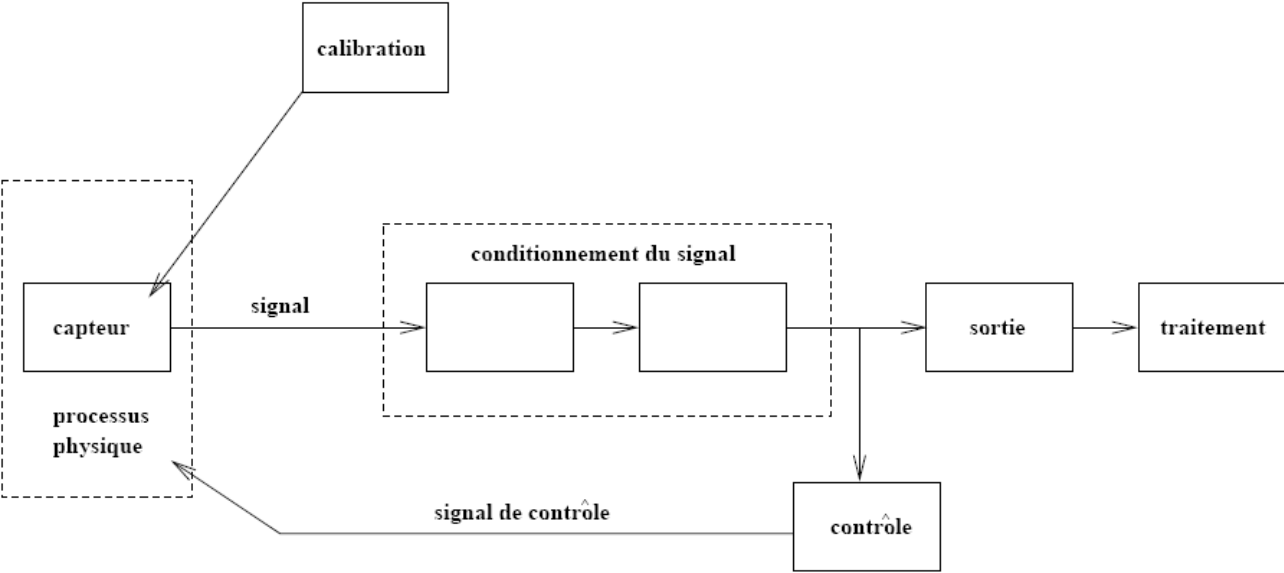 calibration
conditionnement du signal
signal
capteur
sortie
traitement
processus
physique
signal de contrôle
contrôle